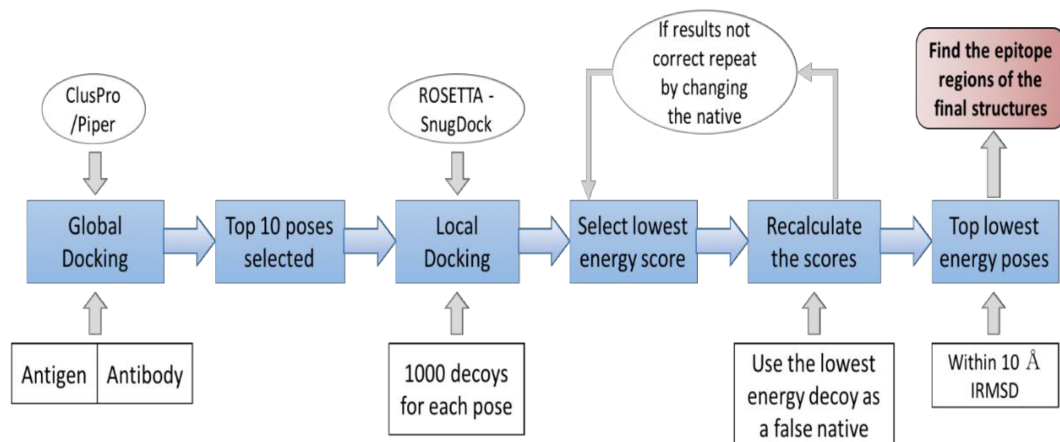 ClusPro
/Piper
ROSETTA -
SnugDock
If results not
correct repeat
by changing
the native
Find the epitope
regions of the
final structures
Global
Docking
Top 10 poses
selected
Local
Docking
Select lowest
energy score
Recalculate
the scores
Top lowest
energy poses
Antigen
Antibody
1000 decoys
for each pose
Use the lowest
energy decoy as
a false native
Within 10 Å
IRMSD